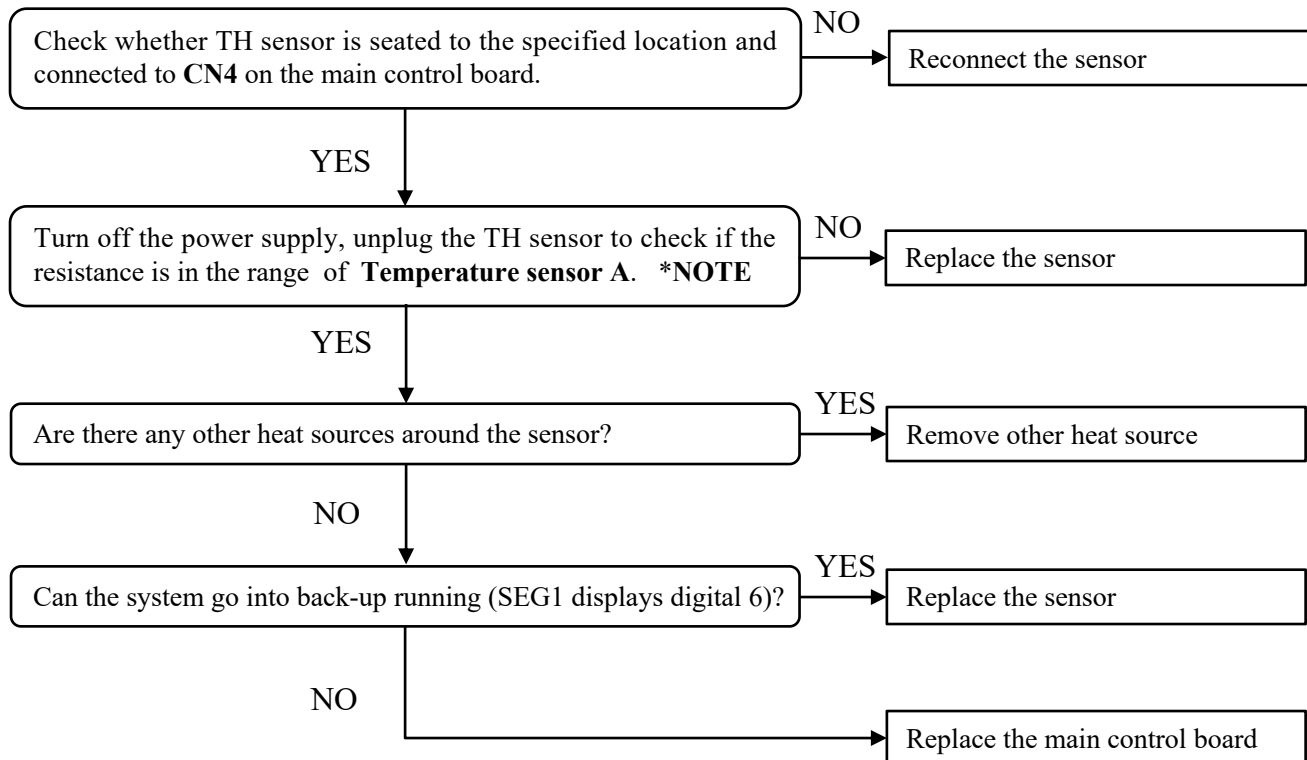 NO
Check whether TH sensor is seated to the specified location and
connected to CN4 on the main control board.
Reconnect the sensor
YES
Turn off the power supply, unplug the TH sensor to check if the
resistance is in the range of Temperature sensor A. *NOTE
NO
Replace the sensor
YES
Are there any other heat sources around the sensor?
YES
Remove other heat source
NO
Can the system go into back-up running (SEG1 displays digital 6)?
YES
Replace the sensor
NO
Replace the main control board